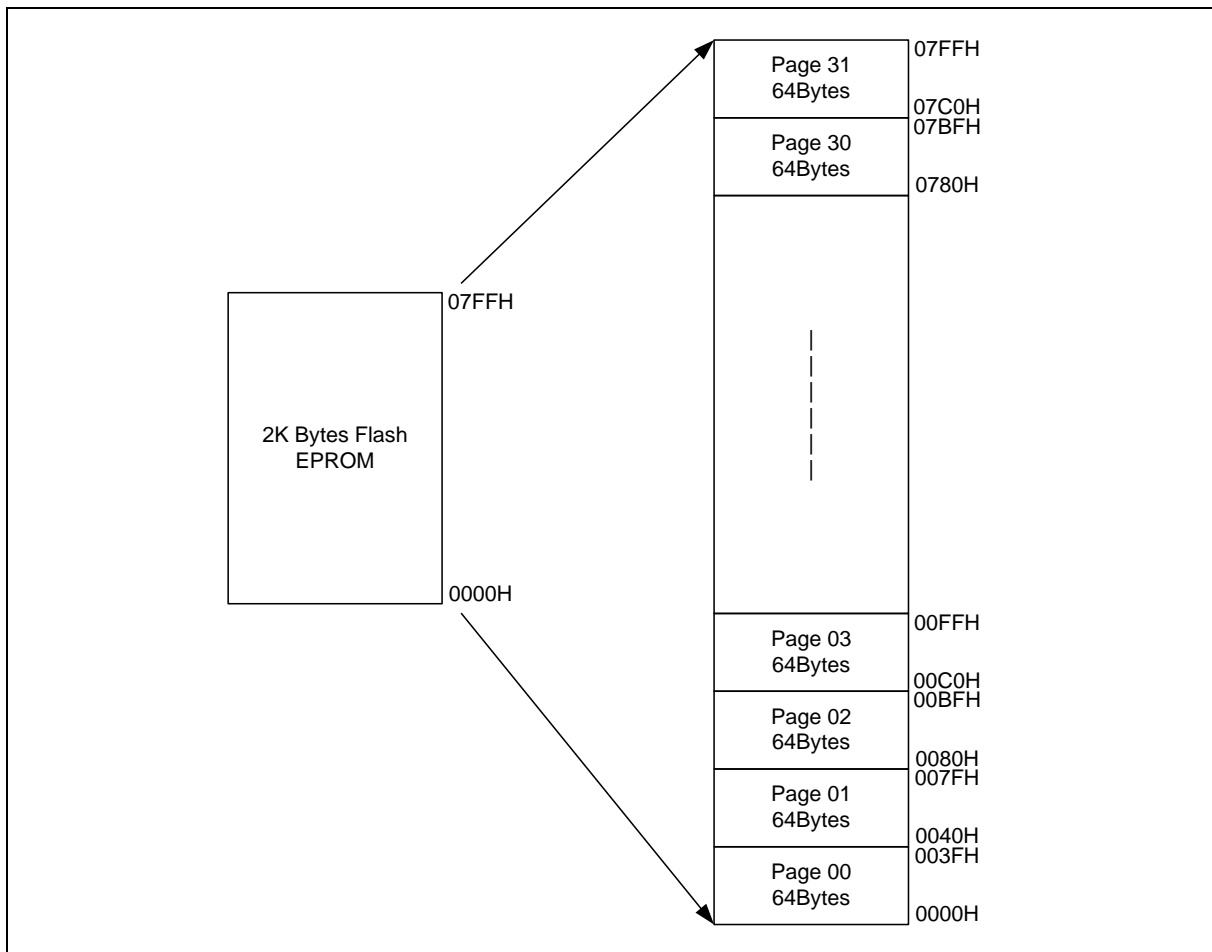 07FFH
Page 31
64Bytes
07C0H
07BFH
Page 30
64Bytes
0780H
07FFH
2K Bytes Flash
EPROM
0000H
00FFH
Page 03
64Bytes
00C0H
00BFH
Page 02
64Bytes
0080H
007FH
Page 01
64Bytes
0040H
003FH
Page 00
64Bytes
0000H